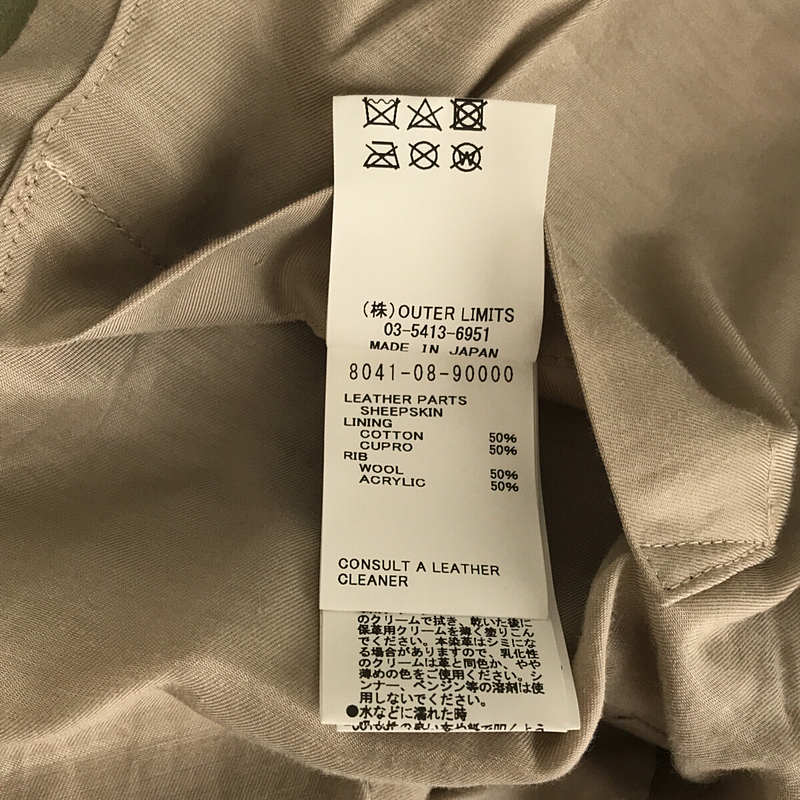 W
(株)OUTER LIMITS
03-5413-6951
MADE IN JAPAN
8041-08-90000
LEATHER PARTS
SHEEPSKIN
LINING
COTTON 50%
CUPRO 50%
RIB
WOOL 50%
ACRYLIC 50%
CONSULT A LEATHER
CLEANER
のクリームで拭き、乾いた後に
保革用クリームを薄く塗りこん
でください。本染革はシミにな
る場合がありますので、乳化性
のクリームは革と同色か、やや
薄めの色をご使用ください。シ
ンナー、ベンジン等の溶剤は使
用しないでください。
●水などに濡れた時